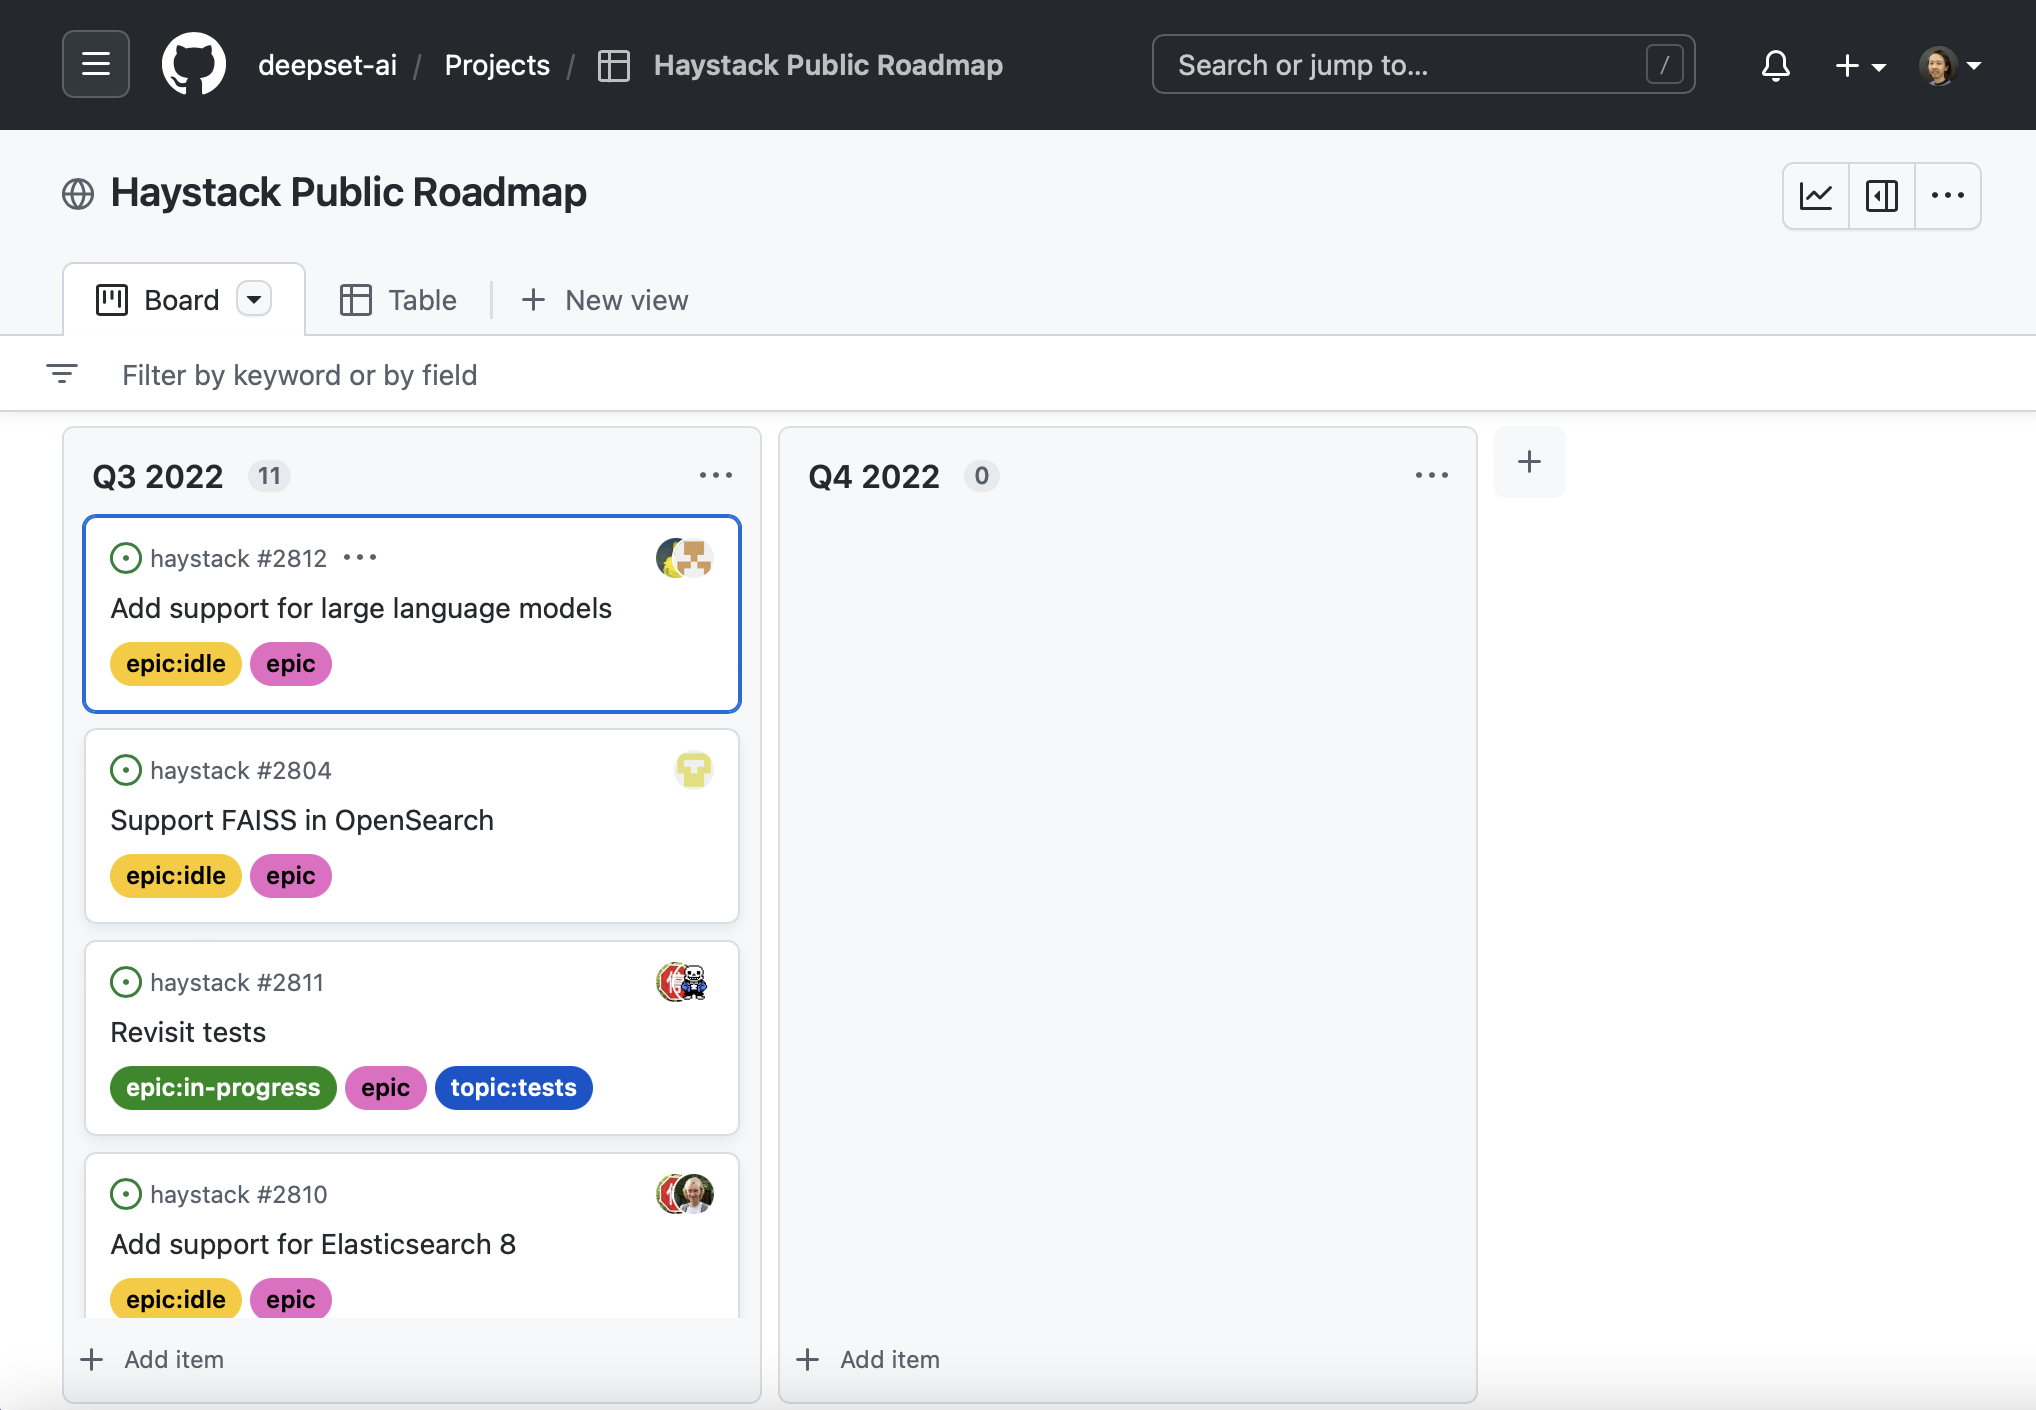 deepset-ai / Projects / Haystack Public Roadmap Search or jump to... /
Haystack Public Roadmap
Board Table New view
Filter by keyword or by field
Q3 2022 11
haystack #2812
Add support for large language models
epic:idle epic
haystack #2804
Support FAISS in OpenSearch
epic:idle epic
haystack #2811
Revisit tests
epic:in-progress epic topic:tests
haystack #2810
Add support for Elasticsearch 8
epic:idle epic
Add item
Q4 2022 0
Add item